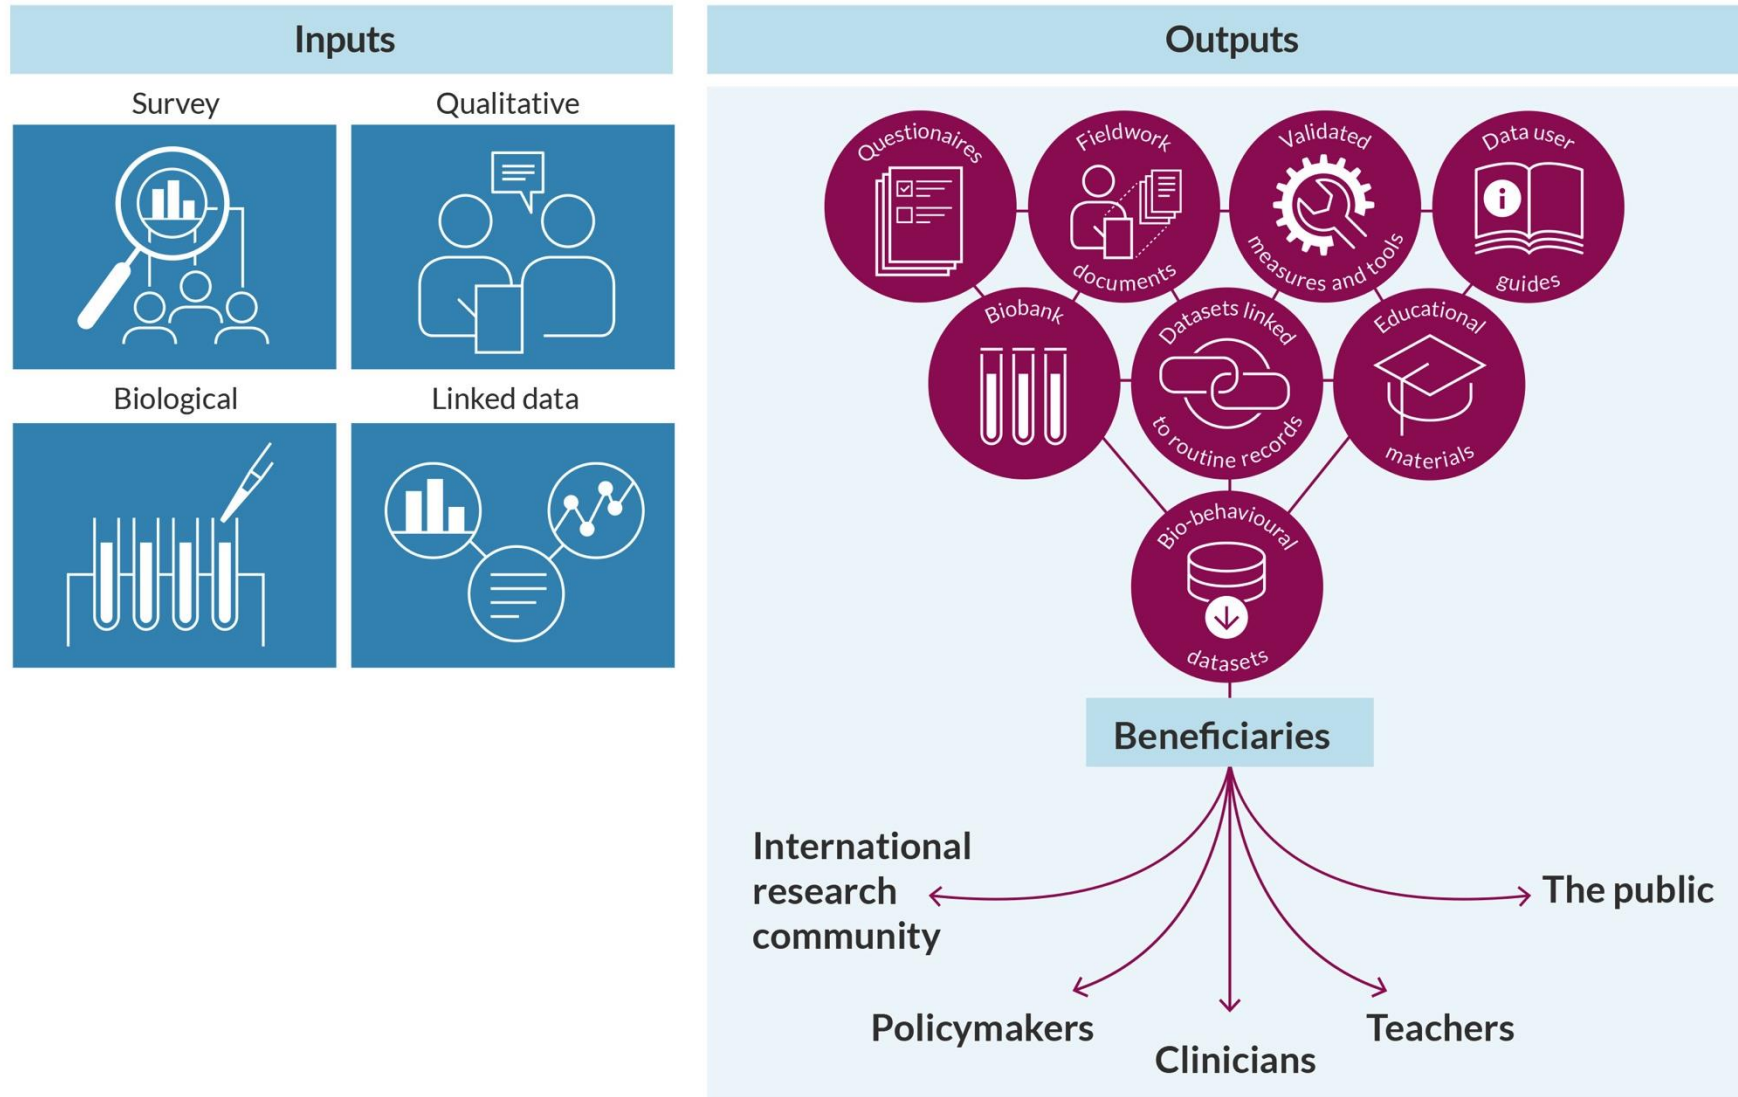 Inputs
Survey
Qualitative
Biological
Linked data
Outputs
Questionaires
Fieldwork
documents
Validated
measures and tools
Data user
guides
Biobank
Datasets linked
to routine records
Educational
materials
Bio-behavioural
datasets
Beneficiaries
International
research
community
Policymakers
Clinicians
Teachers
The public